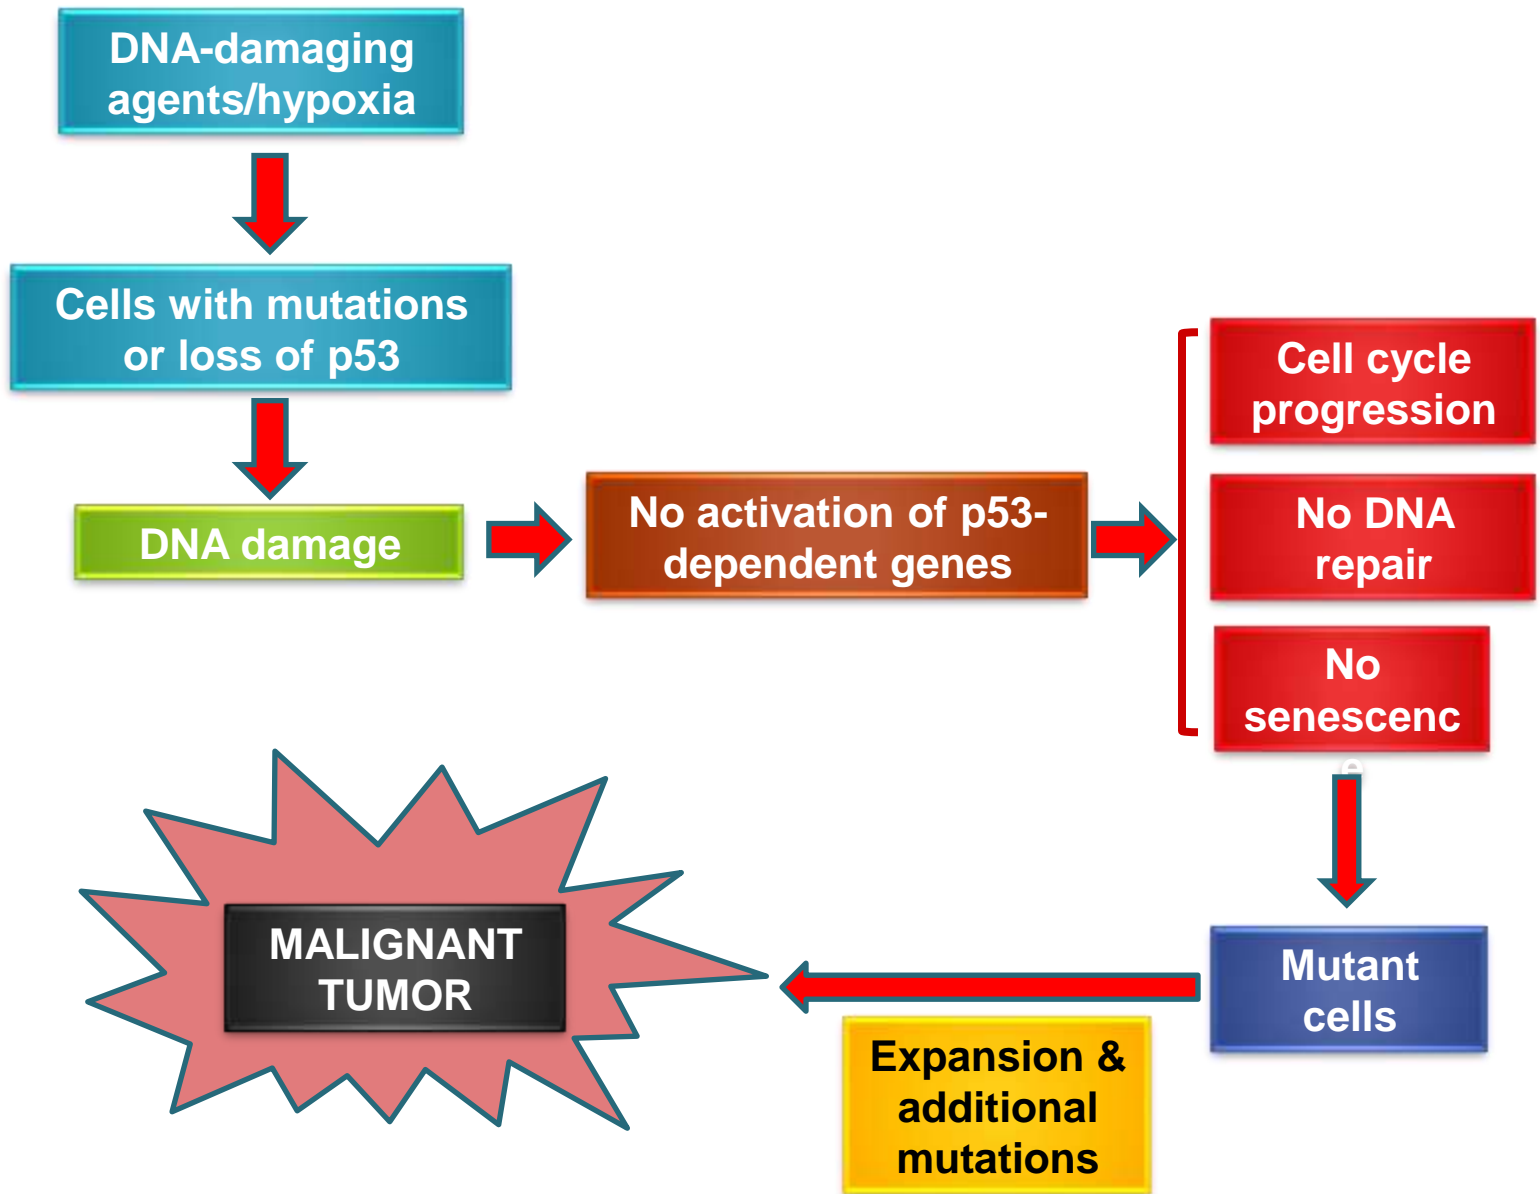 DNA-damaging
agents/hypoxia
Cells with mutations
or loss of p53
DNA damage
No activation of p53-
dependent genes
Cell cycle
progression
No DNA
repair
No
senescenc
e
Mutant
cells
Expansion &
additional
mutations
MALIGNANT
TUMOR